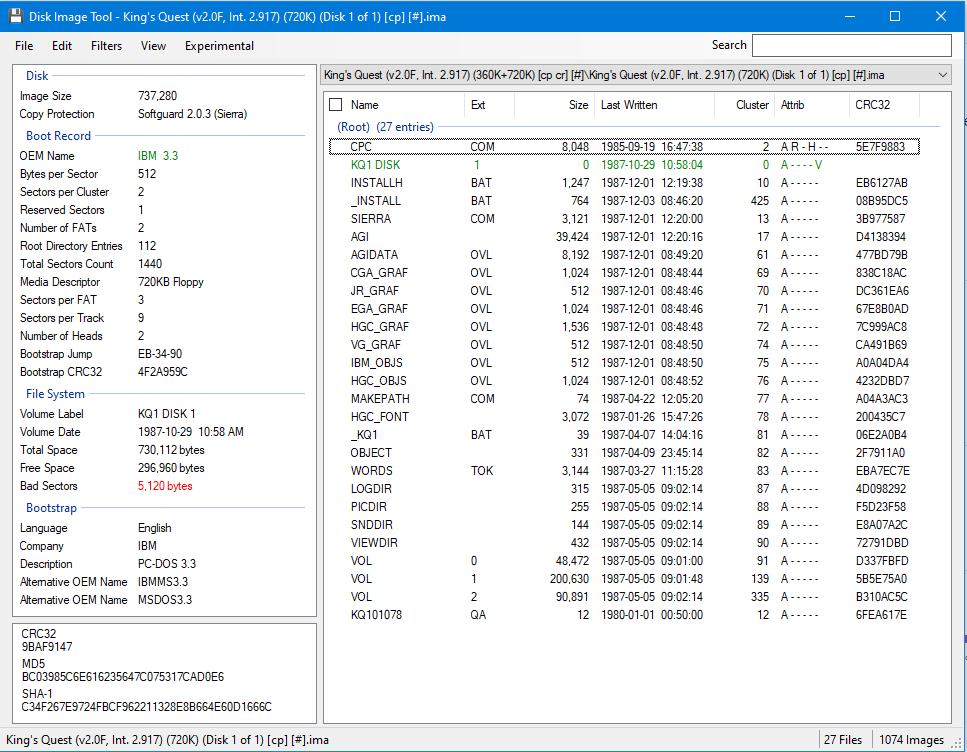 Disk Image Tool - King's Quest (v2.0F, Int. 2.917) (720K) (Disk 1 of 1) [cp] [#].ima
File Edit Filters View Experimental
Search
Disk
Image Size 737,280
Copy Protection Softguard 2.0.3 (Sierra)
Boot Record
OEM Name IBM 3.3
Bytes per Sector 512
Sectors per Cluster 2
Reserved Sectors 1
Number of FATs 2
Root Directory Entries 112
Total Sectors Count 1440
Media Descriptor 720KB Floppy
Sectors per FAT 3
Sectors per Track 9
Number of Heads 2
Bootstrap Jump EB-34-90
Bootstrap CRC32 4F2A959C
File System
Volume Label KQ1 DISK 1
Volume Date 1987-10-29 10:58 AM
Total Space 730,112 bytes
Free Space 296,960 bytes
Bad Sectors 5,120 bytes
Bootstrap
Language English
Company IBM
Description PC-DOS 3.3
Alternative OEM Name IBMMS3.3
Alternative OEM Name MSDOS3.3
CRC32
9BAF9147
MD5
BC03985C6E616235647C075317CAD0E6
SHA-1
C34F267E9724FBCF962211328E8B664E60D1666C
King's Quest (v2.0F, Int. 2.917) (360K+720K) [cp cr] [#]\King's Quest (v2.0F, Int. 2.917) (720K) (Disk 1 of 1) [cp] [#].ima
Name Ext Size Last Written Cluster Attrib CRC32
(Root) (27 entries)
CPC COM 8,048 1985-09-19 16:47:38 2 A R - H - - 5E7F9883
KQ1 DISK 1 0 1987-10-29 10:58:04 0 A - - - - V
INSTALLH BAT 1,247 1987-12-01 12:19:38 10 A - - - - - EB6127AB
_INSTALL BAT 764 1987-12-03 08:46:20 425 A - - - - - 08B95DC5
SIERRA COM 3,121 1987-12-01 12:20:00 13 A - - - - - 3B977587
AGI 39,424 1987-12-01 12:20:16 17 A - - - - - D4138394
AGIDATA OVL 8,192 1987-12-01 08:49:20 61 A - - - - - 477BD79B
CGA_GRAF OVL 1,024 1987-12-01 08:48:44 69 A - - - - - 838C18AC
JR_GRAF OVL 512 1987-12-01 08:48:46 70 A - - - - - DC361EA6
EGA_GRAF OVL 1,024 1987-12-01 08:48:46 71 A - - - - - 67E8B0AD
HGC_GRAF OVL 1,536 1987-12-01 08:48:48 72 A - - - - - 7C999AC8
VG_GRAF OVL 512 1987-12-01 08:48:50 74 A - - - - - CA491B69
IBM_OBJS OVL 512 1987-12-01 08:48:50 75 A - - - - - A0A04DA4
HGC_OBJS OVL 1,024 1987-12-01 08:48:52 76 A - - - - - 4232DBD7
MAKEPATH COM 74 1987-04-22 12:05:20 77 A - - - - - A04A3AC3
HGC_FONT 3,072 1987-01-26 15:47:26 78 A - - - - - 200435C7
_KQ1 BAT 39 1987-04-07 14:04:16 81 A - - - - - 06E2A0B4
OBJECT 331 1987-04-09 23:45:14 82 A - - - - - 2F7911A0
WORDS TOK 3,144 1987-03-27 11:15:28 83 A - - - - - EBA7EC7E
LOGDIR 315 1987-05-05 09:02:14 87 A - - - - - 4D098292
PICDIR 255 1987-05-05 09:02:14 88 A - - - - - F5D23F58
SNDDIR 144 1987-05-05 09:02:14 89 A - - - - - E8A07A2C
VIEWDIR 432 1987-05-05 09:02:14 90 A - - - - - 72791DBD
VOL 0 48,472 1987-05-05 09:01:00 91 A - - - - - D337FBFD
VOL 1 200,630 1987-05-05 09:01:48 139 A - - - - - 5B5E75A0
VOL 2 90,891 1987-05-05 09:02:14 335 A - - - - - B310AC5C
KQ101078 QA 12 1980-01-01 00:50:00 12 A - - - - - 6FEA617E
King's Quest (v2.0F, Int. 2.917) (720K) (Disk 1 of 1) [cp] [#].ima 27 Files 1074 Images